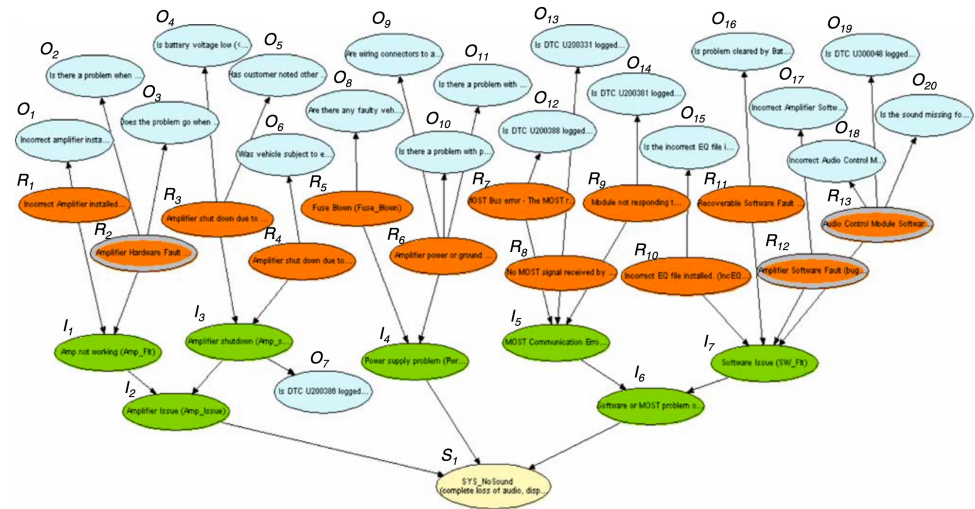 O13
O9
O4
O16
O19
Is battery voltage low (<...
O5
Are wiring connectors to a...
Is DTC U200331 logged...
Is problem cleared by Bat...
Is DTC U300048 logged...
O2
O11
O14
O17
Is there a problem when ...
Has customer noted other ...
O8
Is there a problem with ...
Is DTC U200381 logged...
Incorrect Amplifier Softw...
O20
O3
O12
O1
Does the problem go when ...
O6
Are there any faulty veh...
O10
Is DTC U200388 logged...
O15
O18
Is the sound missing fo...
Incorrect amplifier insta...
Was vehicle subject to e...
Is there a problem with p...
Is the incorrect EQ file i...
Incorrect Audio Control M...
R1
R3
R5
R7
R9
R11
R13
Incorrect Amplifier installed...
Amplifier shut down due to ...
Fuse Blown (Fuse_Blown)
MOST Bus error - The MOST r...
Module not responding t...
Recoverable Software Fault ...
Audio Control Module Softwar...
R2
R4
R6
R8
R10
R12
Amplifier Hardware Fault ...
Amplifier shut down due to ...
Amplifier power or ground ...
No MOST signal received by ...
Incorrect EQ file installed. (IncEQ...
Amplifier Software Fault (bug...
I1
I3
I4
I5
I7
Amp not working (Amp_Flt)
Amplifier shutdown (Amp_s...
Power supply problem (Pwr...
MOST Communication Erro...
Software Issue (SW_Flt)
I2
O7
I6
Is DTC U200386 logged...
Amplifier Issue (Amp_Issue)
Software or MOST problem o...
S1
SYS_NoSound
(complete loss of audio, disp...